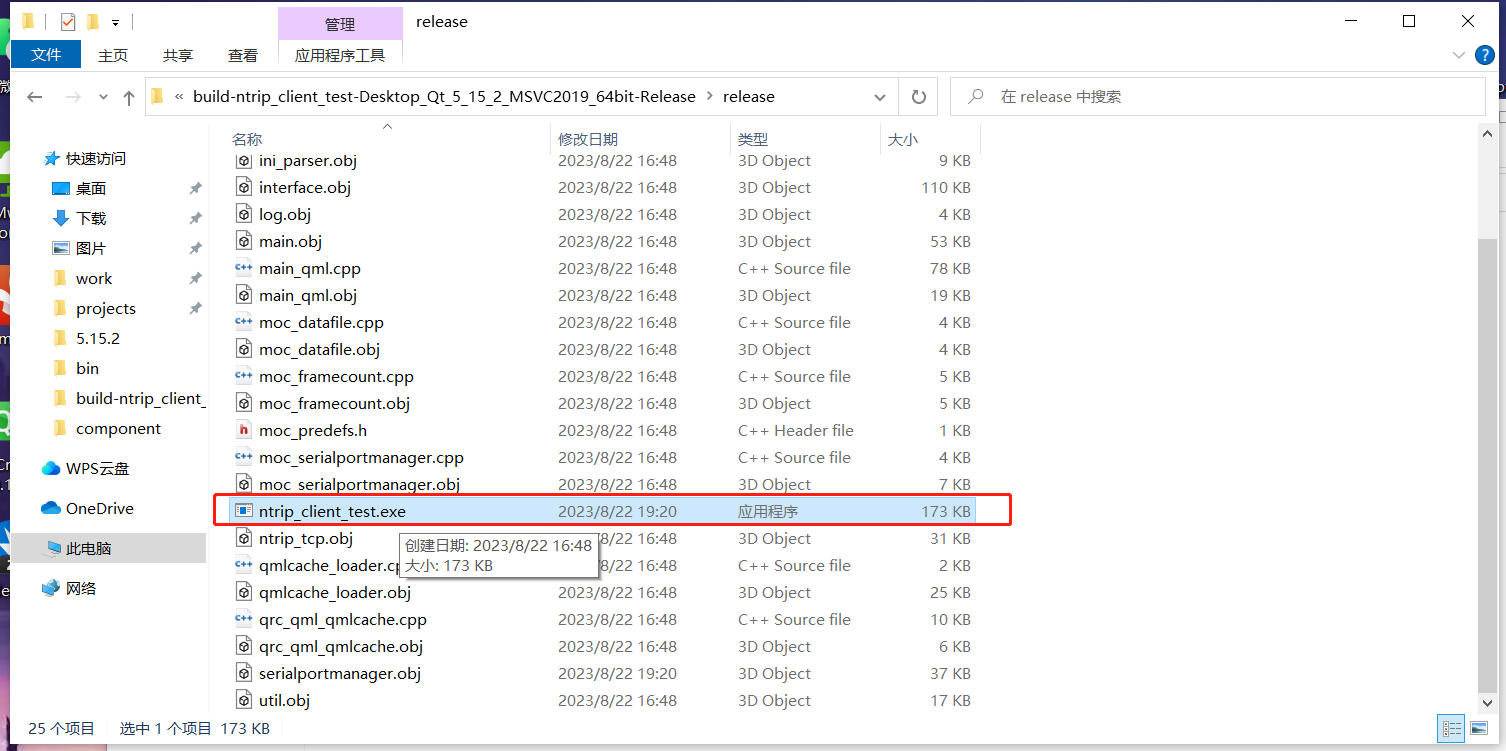 管理
release
文件
主页
共享
查看
应用程序工具
« build-ntrip_client_test-Desktop_Qt_5_15_2_MSVC2019_64bit-Release > release
在 release 中搜索
快速访问
桌面
下载
图片
work
projects
5.15.2
bin
build-ntrip_client_
component
WPS云盘
OneDrive
此电脑
网络
名称 修改日期 类型 大小
ini_parser.obj 2023/8/22 16:48 3D Object 9 KB
interface.obj 2023/8/22 16:48 3D Object 110 KB
log.obj 2023/8/22 16:48 3D Object 4 KB
main.obj 2023/8/22 16:48 3D Object 53 KB
main_qml.cpp 2023/8/22 16:48 C++ Source file 78 KB
main_qml.obj 2023/8/22 16:48 3D Object 19 KB
moc_datafile.cpp 2023/8/22 16:48 C++ Source file 4 KB
moc_datafile.obj 2023/8/22 16:48 3D Object 4 KB
moc_framecount.cpp 2023/8/22 16:48 C++ Source file 5 KB
moc_framecount.obj 2023/8/22 16:48 3D Object 5 KB
moc_predefs.h 2023/8/22 16:48 C++ Header file 1 KB
moc_serialportmanager.cpp 2023/8/22 16:48 C++ Source file 4 KB
moc_serialportmanager.obj 2023/8/22 16:48 3D Object 7 KB
ntrip_client_test.exe 2023/8/22 19:20 应用程序 173 KB
ntrip_tcp.obj 3D Object 31 KB
创建日期: 2023/8/22 16:48
大小: 173 KB
qmlcache_loader.cp C++ Source file 2 KB
qmlcache_loader.obj 2023/8/22 16:48 3D Object 25 KB
qrc_qml_qmlcache.cpp 2023/8/22 16:48 C++ Source file 10 KB
qrc_qml_qmlcache.obj 2023/8/22 16:48 3D Object 6 KB
serialportmanager.obj 2023/8/22 19:20 3D Object 37 KB
util.obj 2023/8/22 16:48 3D Object 17 KB
25 个项目 选中 1 个项目 173 KB